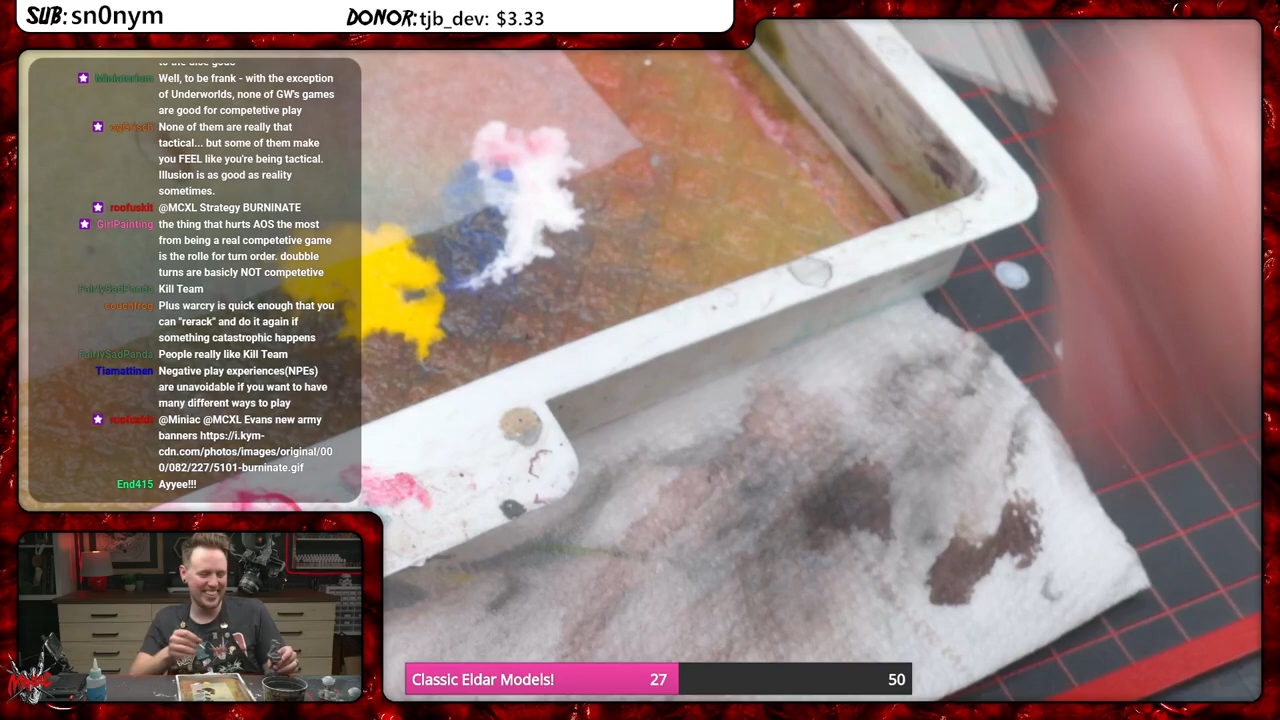 SUB: sn0nym
DONOR: tjb_dev: $3.33
to the dice gods
Well, to be frank - with the exception
of Underworlds, none of GW's games
are good for competetive play
None of them are really that
tactical... but some of them make
you FEEL like you're being tactical.
Illusion is as good as reality
sometimes.
roofuskit @MCXL Strategy BURNINATE
GirlPainting the thing that hurts AOS the most
from being a real competetive game
is the rolle for turn order. doubble
turns are basicly NOT competetive
FairlySadPanda Kill Team
Plus warcry is quick enough that you
can "rerack" and do it again if
something catastrophic happens
FairlySadPanda People really like Kill Team
Tiamattinen Negative play experiences(NPEs)
are unavoidable if you want to have
many different ways to play
roofuskit @Miniac @MCXL Evans new army
banners https://i.kym-
cdn.com/photos/images/original/00
0/082/227/5101-burninate.gif
End415 Ayyee!!!
Classic Eldar Models! 27 50